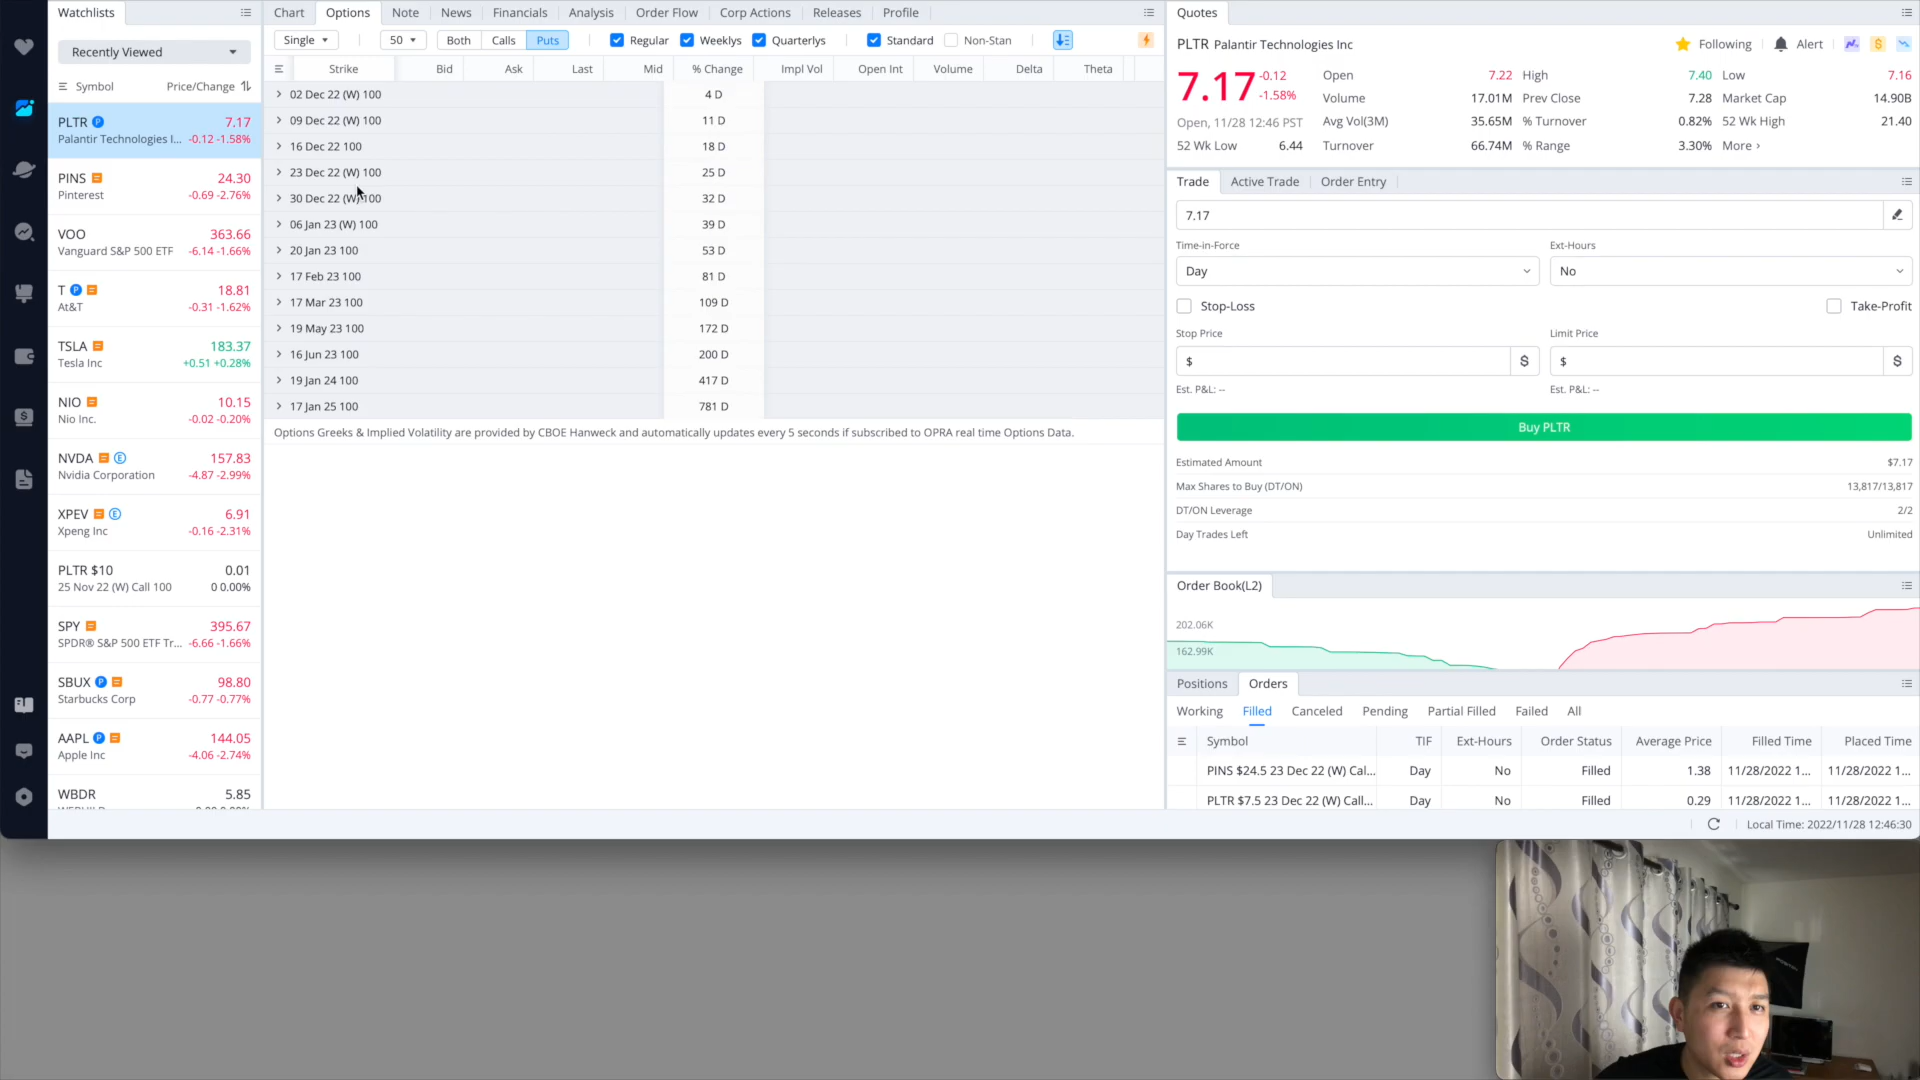 Watchlists
Recently Viewed
Symbol Price/Change
PLTR 7.17
Palantir Technologies I... -0.12 -1.58%
PINS 24.30
Pinterest -0.69 -2.76%
VOO 363.66
Vanguard S&P 500 ETF -6.14 -1.66%
T 18.81
At&T -0.31 -1.62%
TSLA 183.37
Tesla Inc +0.51 +0.28%
NIO 10.15
Nio Inc. -0.02 -0.20%
NVDA 157.83
Nvidia Corporation -4.87 -2.99%
XPEV 6.91
Xpeng Inc -0.16 -2.31%
PLTR $10 0.01
25 Nov 22 (W) Call 100 0 0.00%
SPY 395.67
SPDR® S&P 500 ETF Tr... -6.66 -1.66%
SBUX 98.80
Starbucks Corp -0.77 -0.77%
AAPL 144.05
Apple Inc -4.06 -2.74%
WBDR 5.85
Chart Options Note News Financials Analysis Order Flow Corp Actions Releases Profile
Single 50 Both Calls Puts Regular Weeklys Quarterlys Standard Non-Stan
Strike Bid Ask Last Mid % Change Impl Vol Open Int Volume Delta Theta
02 Dec 22 (W) 100 4 D
09 Dec 22 (W) 100 11 D
16 Dec 22 100 18 D
23 Dec 22 (W) 100 25 D
30 Dec 22 (W) 100 32 D
06 Jan 23 (W) 100 39 D
20 Jan 23 100 53 D
17 Feb 23 100 81 D
17 Mar 23 100 109 D
19 May 23 100 172 D
16 Jun 23 100 200 D
19 Jan 24 100 417 D
17 Jan 25 100 781 D
Options Greeks & Implied Volatility are provided by CBOE Hanweck and automatically updates every 5 seconds if subscribed to OPRA real time Options Data.
Quotes
PLTR Palantir Technologies Inc Following Alert
7.17 -0.12 -1.58%
Open, 11/28 12:46 PST
Open 7.22 High 7.40 Low 7.16
Volume 17.01M Prev Close 7.28 Market Cap 14.90B
Avg Vol(3M) 35.65M % Turnover 0.82% 52 Wk High 21.40
52 Wk Low 6.44 Turnover 66.74M % Range 3.30% More
Trade Active Trade Order Entry
7.17
Time-in-Force Ext-Hours
Day No
Stop-Loss Take-Profit
Stop Price Limit Price
$ $ $ $
Est. P&L: -- Est. P&L: --
Buy PLTR
Estimated Amount $7.17
Max Shares to Buy (DT/ON) 13,817/13,817
DT/ON Leverage 2/2
Day Trades Left Unlimited
Order Book(L2)
202.06K
162.99K
Positions Orders
Working Filled Canceled Pending Partial Filled Failed All
Symbol TIF Ext-Hours Order Status Average Price Filled Time Placed Time
PINS $24.5 23 Dec 22 (W) Cal... Day No Filled 1.38 11/28/2022 1... 11/28/2022 1...
PLTR $7.5 23 Dec 22 (W) Call... Day No Filled 0.29 11/28/2022 1... 11/28/2022 1...
Local Time: 2022/11/28 12:46:30